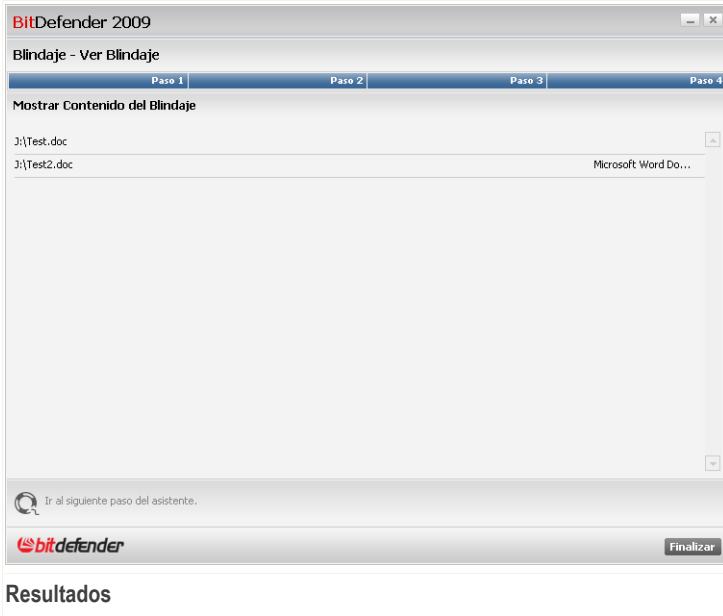 BitDefender 2009
Blindaje - Ver Blindaje
Paso 1 Paso 2 Paso 3 Paso 4
Mostrar Contenido del Blindaje
J:\Test.doc
J:\Test2.doc Microsoft Word Do...
Ir al siguiente paso del asistente.
bitdefender Finalizar
Resultados